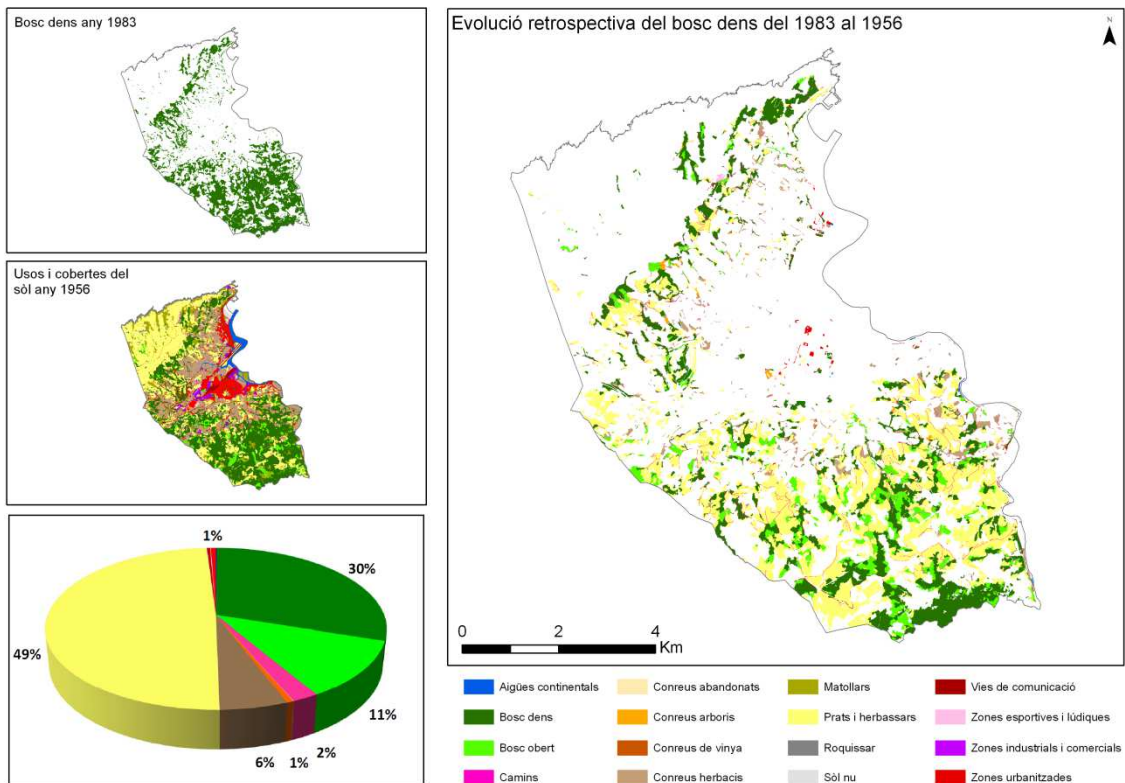 Bosc dens any 1983
Usos i cobertes del
sòl any 1956
1%
30%
49%
11%
2%
1%
6%
Evolució retrospectiva del bosc dens del 1983 al 1956
N
0 2 4
Km
Aigües continentals
Conreus abandonats
Matollars
Vies de comunicació
Bosc dens
Conreus arboris
Prats i herbassars
Zones esportives i lúdiques
Bosc obert
Conreus de vinya
Roquissar
Zones industrials i comercials
Camins
Conreus herbacis
Sòl nu
Zones urbanitzades